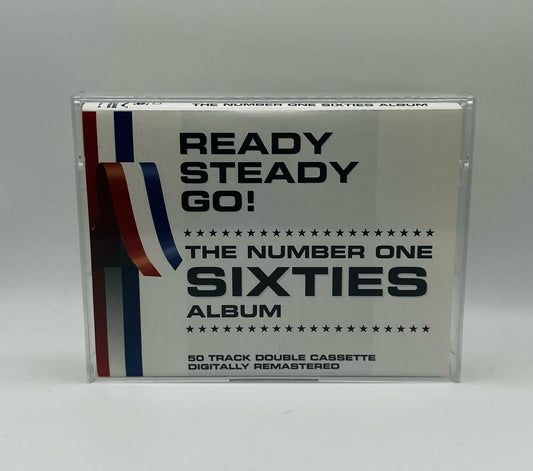 THE NUMBER ONE SIXTIES ALBUM
READY
STEADY
GO!
THE NUMBER ONE
SIXTIES
ALBUM
50 TRACK DOUBLE CASSETTE
DIGITALLY REMASTERED